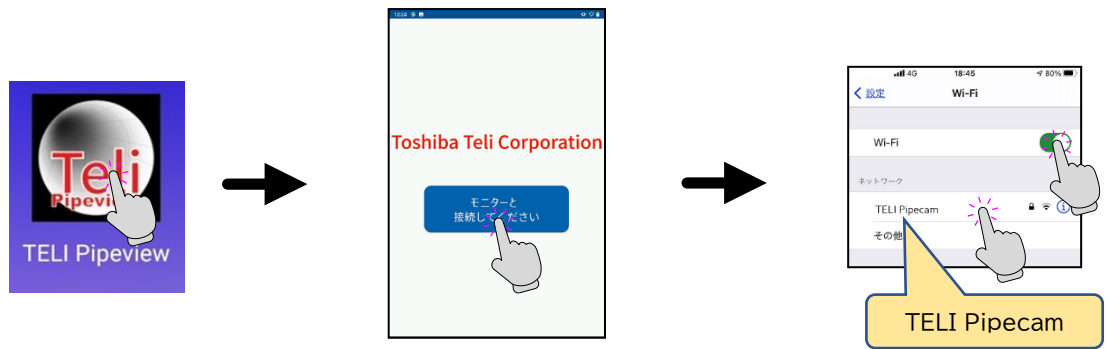 Teli
Pipeview
TELI Pipeview
12:23
Toshiba Teli Corporation
モニターと
接続してください
4G 18:45 80%
設定 Wi-Fi
Wi-Fi
ネットワーク
TELI Pipecam
その他
TELI Pipecam